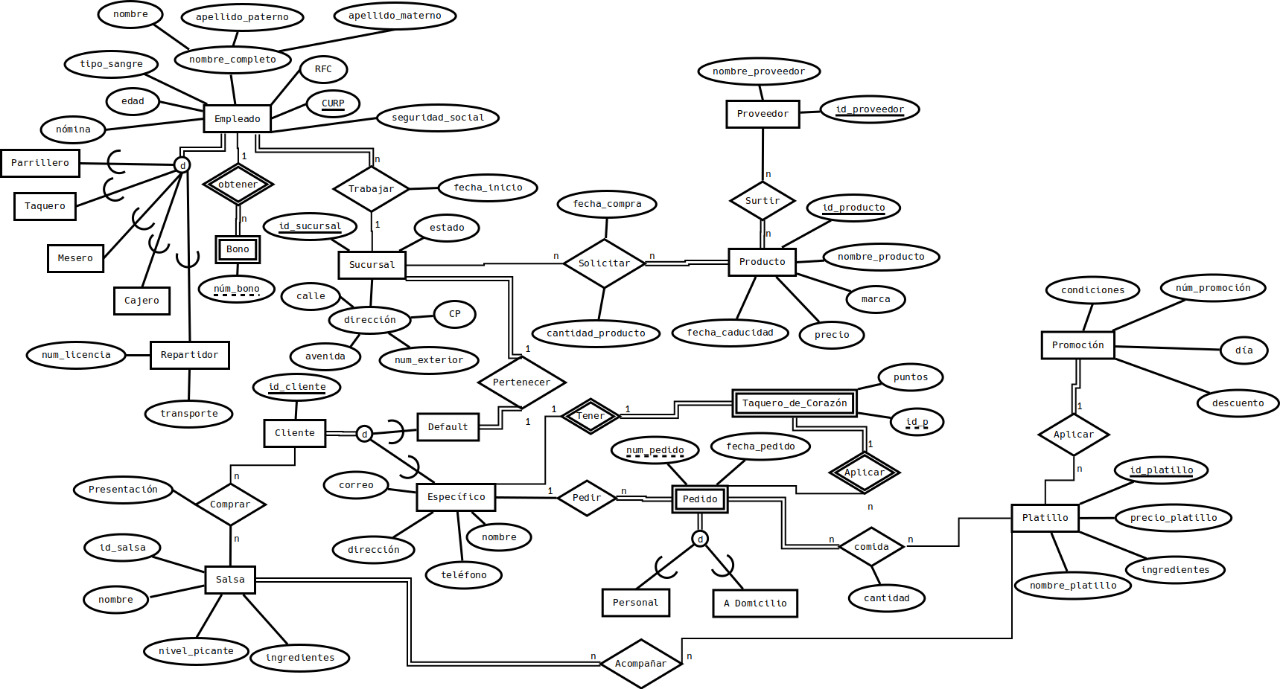 nombre
apellido_paterno
apellido_materno
nombre_completo
tipo_sangre
RFC
edad
CURP
nómina
Empleado
seguridad_social
nombre_proveedor
Proveedor
id_proveedor
Parrillero
d
1
n
obtener
Trabajar
fecha_inicio
Taquero
n
n
Surtir
id_producto
fecha_compra
id_sucursal
1
estado
Mesero
Bono
Sucursal
n
Solicitar
n
n
Producto
nombre_producto
núm_bono
Cajero
calle
dirección
CP
cantidad_producto
fecha_caducidad
marca
precio
condiciones
núm_promoción
Promoción
día
descuento
num_licencia
Repartidor
avenida
num_exterior
1
Pertenecer
1
transporte
id_cliente
Cliente
d
Default
1
Tener
1
Taquero_de_Corazón
puntos
id_p
1
Aplicar
n
num_pedido
fecha_pedido
1
Aplicar
n
n
Presentación
Comprar
n
correo
Específico
1
Pedir
n
Pedido
id_platillo
Platillo
precio_platillo
ingredientes
nombre_platillo
dirección
nombre
teléfono
d
n
comida
n
cantidad
Personal
A Domicilio
id_salsa
Salsa
nombre
nivel_picante
ingredientes
n
Acompañar
n